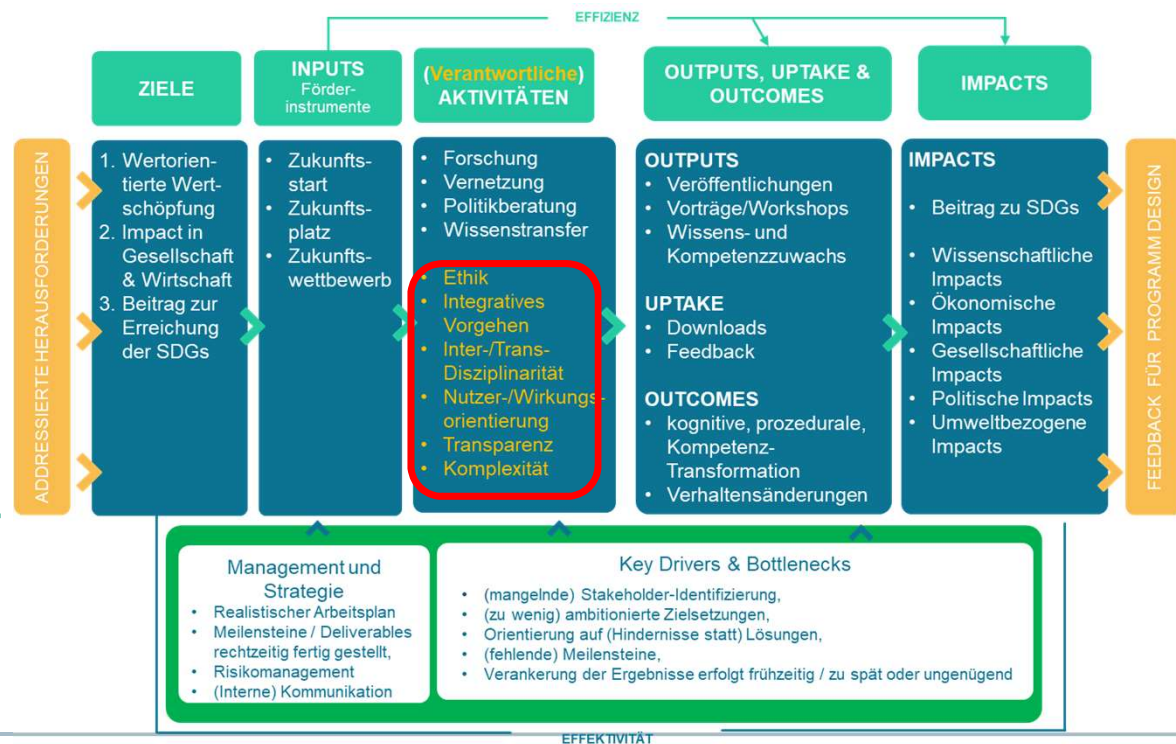 EFFIZIENZ
ZIELE
INPUTS
Förder-
instrumente
(Verantwortliche)
AKTIVITÄTEN
OUTPUTS, UPTAKE &
OUTCOMES
IMPACTS
ADDRESSIERTE HERAUSFORDERUNGEN
1. Wertorien-
tierte Wert-
schöpfung
2. Impact in
Gesellschaft
& Wirtschaft
3. Beitrag zur
Erreichung
der SDGs
• Zukunfts-
start
• Zukunfts-
platz
• Zukunfts-
wettbewerb
• Forschung
• Vernetzung
• Politikberatung
• Wissenstransfer
• Ethik
• Integratives
Vorgehen
• Inter-/Trans-
Disziplinarität
• Nutzer-/Wirkungs-
orientierung
• Transparenz
• Komplexität
OUTPUTS
• Veröffentlichungen
• Vorträge/Workshops
• Wissens- und
Kompetenzzuwachs
UPTAKE
• Downloads
• Feedback
OUTCOMES
• kognitive, prozedurale,
Kompetenz-
Transformation
• Verhaltensänderungen
IMPACTS
• Beitrag zu SDGs
• Wissenschaftliche
Impacts
• Ökonomische
Impacts
• Gesellschaftliche
Impacts
• Politische Impacts
• Umweltbezogene
Impacts
FEEDBACK FÜR PROGRAMM DESIGN
Management und
Strategie
• Realistischer Arbeitsplan
• Meilensteine / Deliverables
rechtzeitig fertig gestellt,
• Risikomanagement
• (Interne) Kommunikation
Key Drivers & Bottlenecks
• (mangelnde) Stakeholder-Identifizierung,
• (zu wenig) ambitionierte Zielsetzungen,
• Orientierung auf (Hindernisse statt) Lösungen,
• (fehlende) Meilensteine,
• Verankerung der Ergebnisse erfolgt frühzeitig / zu spät oder ungenügend
EFFEKTIVITÄT